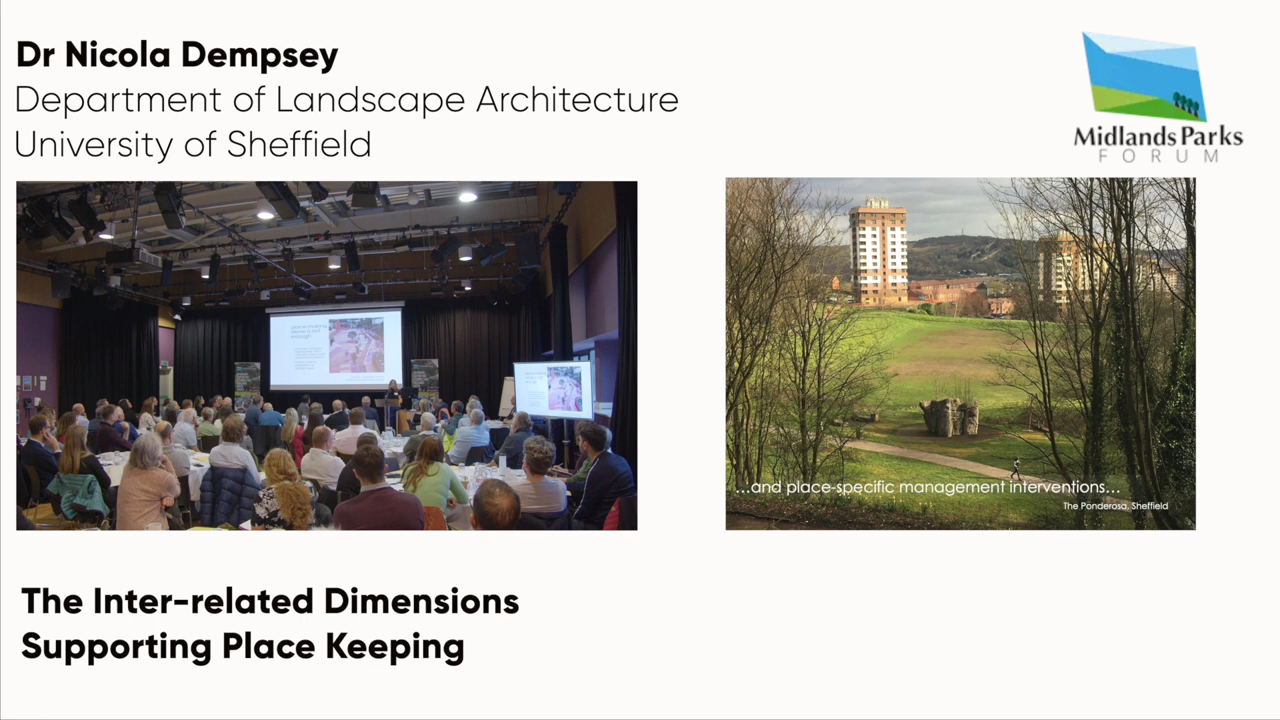 Dr Nicola Dempsey
Department of Landscape Architecture
University of Sheffield
Midlands Parks
FORUM
...and place-specific management interventions...
The Ponderosa, Sheffield
The Inter-related Dimensions
Supporting Place Keeping